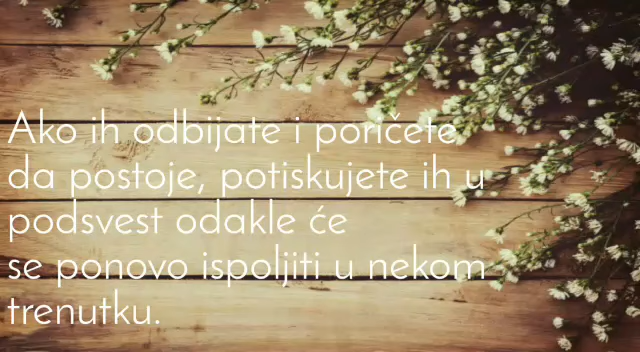 Ako ih odbijate i poričete
da postoje, potiskujete ih u
podsvest odakle će
se ponovo ispoljiti u nekom
trenutku.